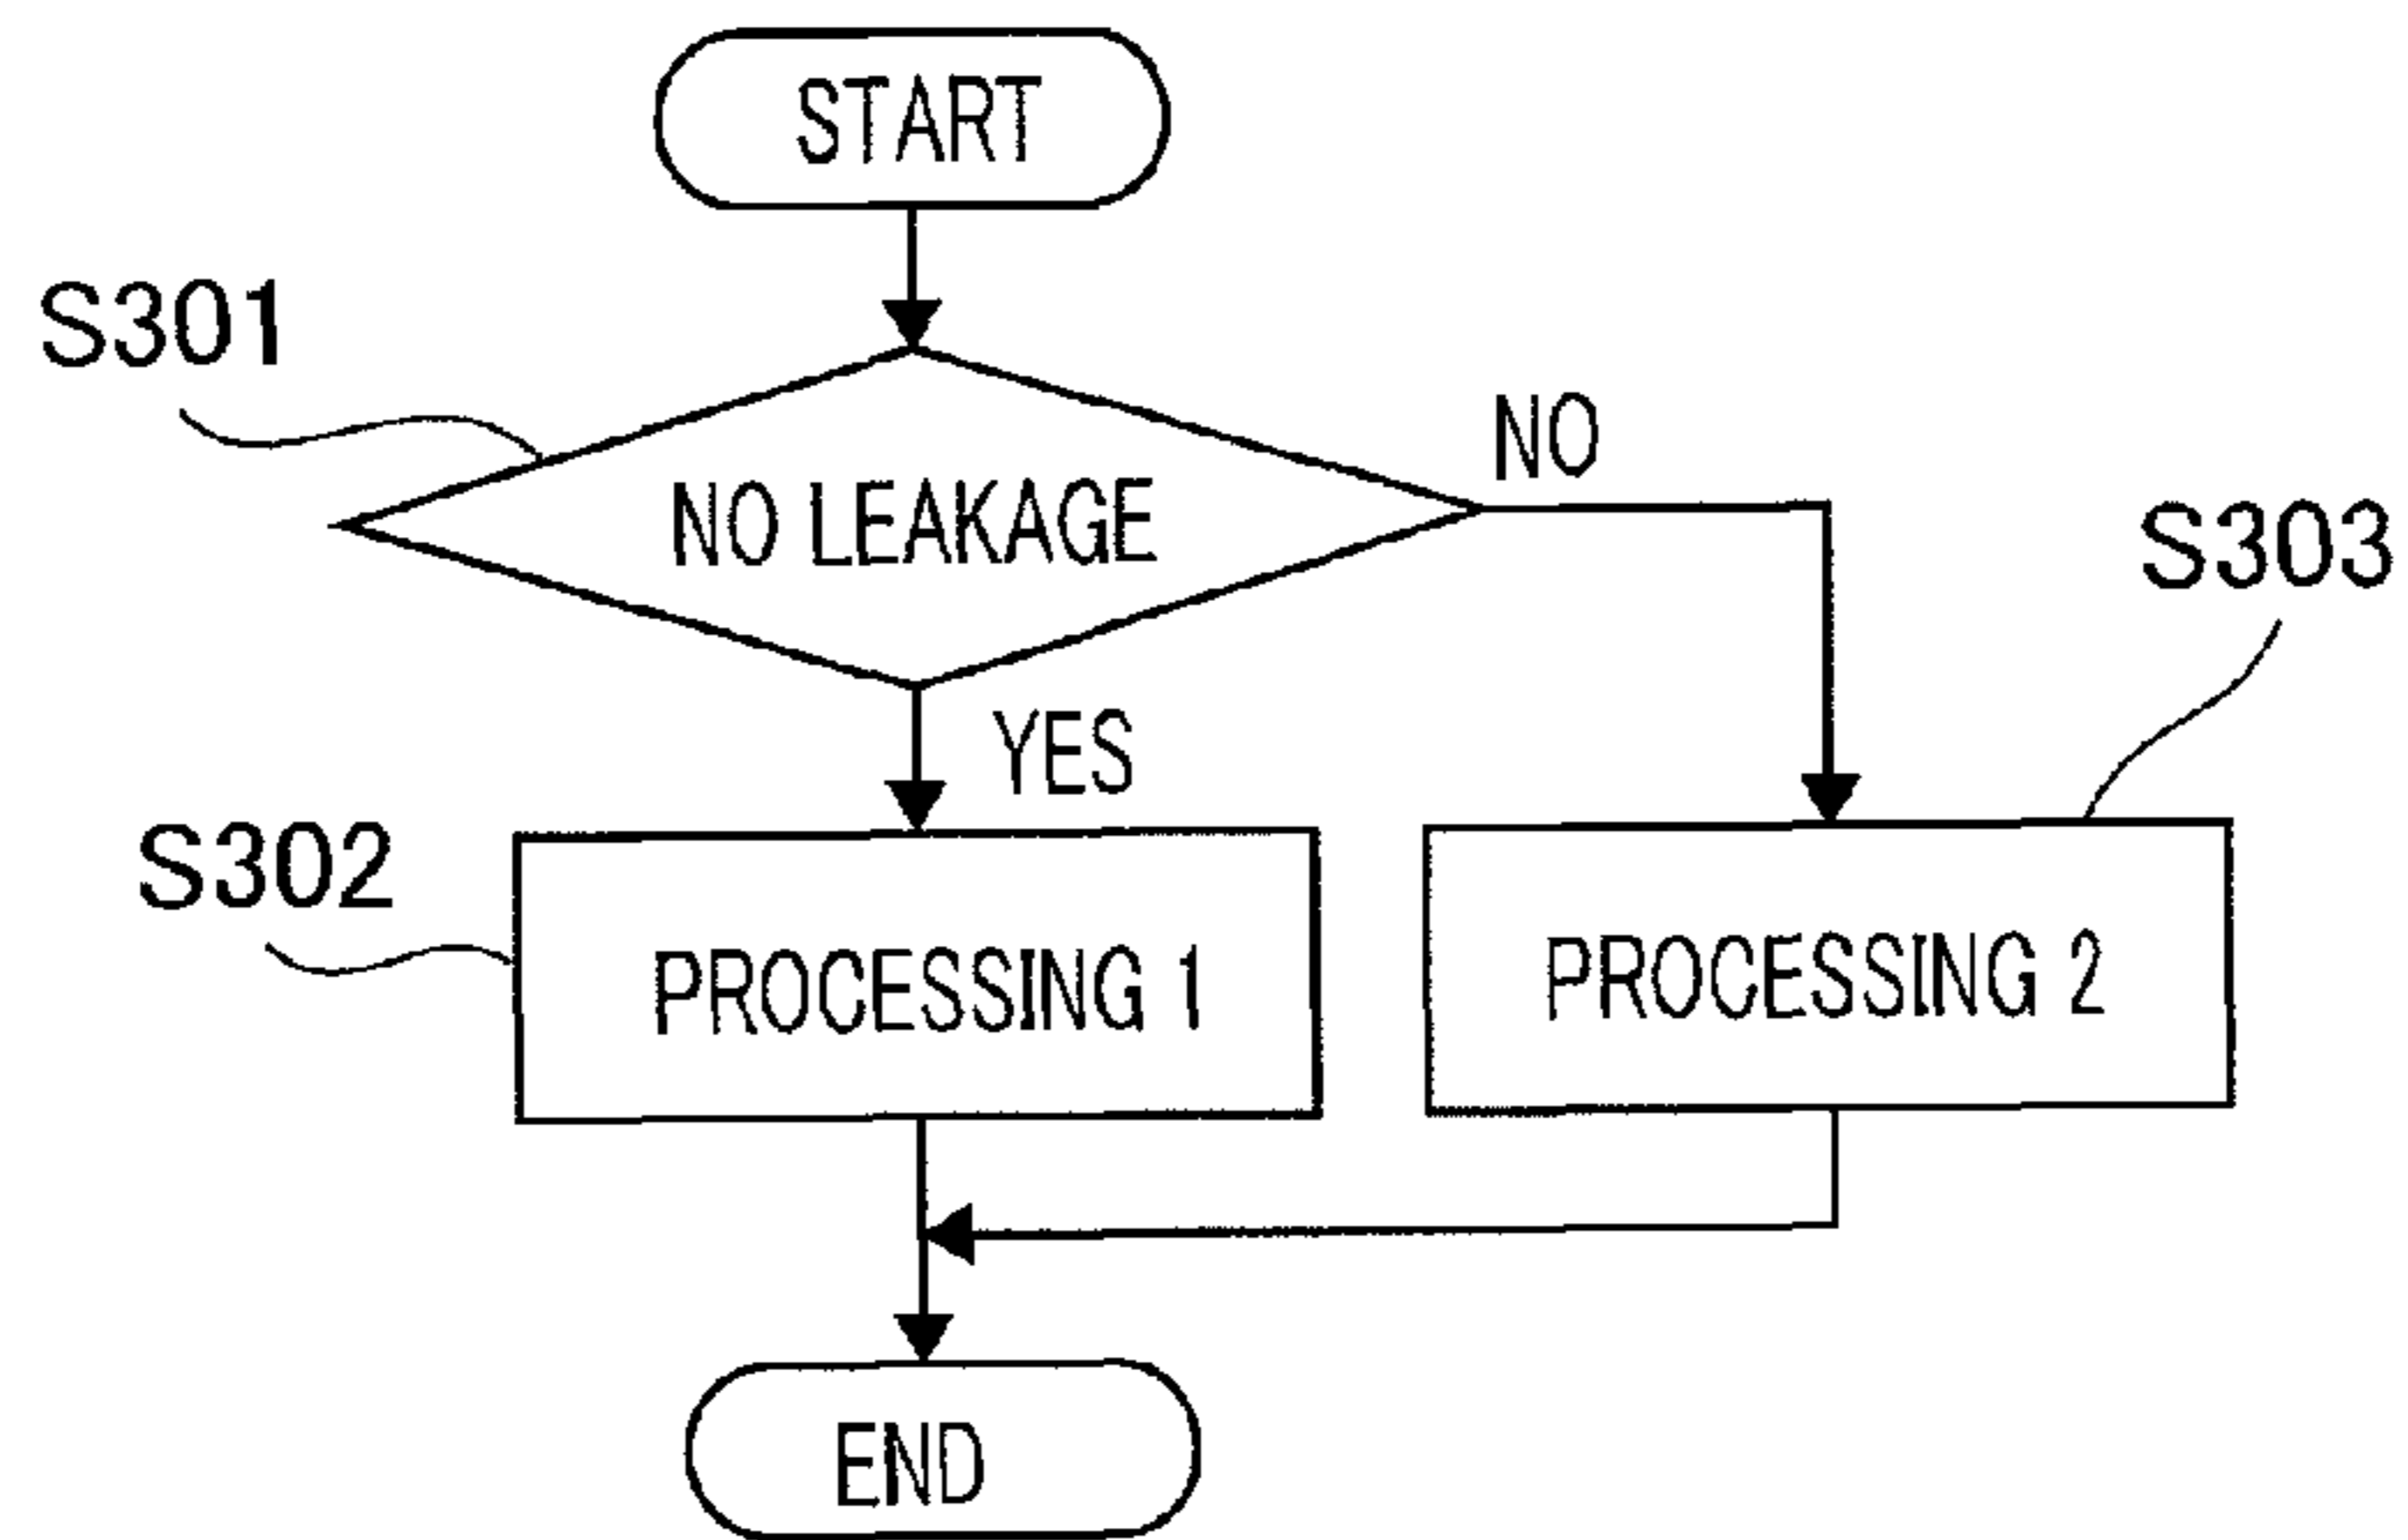 START
S301
NO
NO LEAKAGE
S303
YES
S302
PROCESSING 1
PROCESSING 2
END